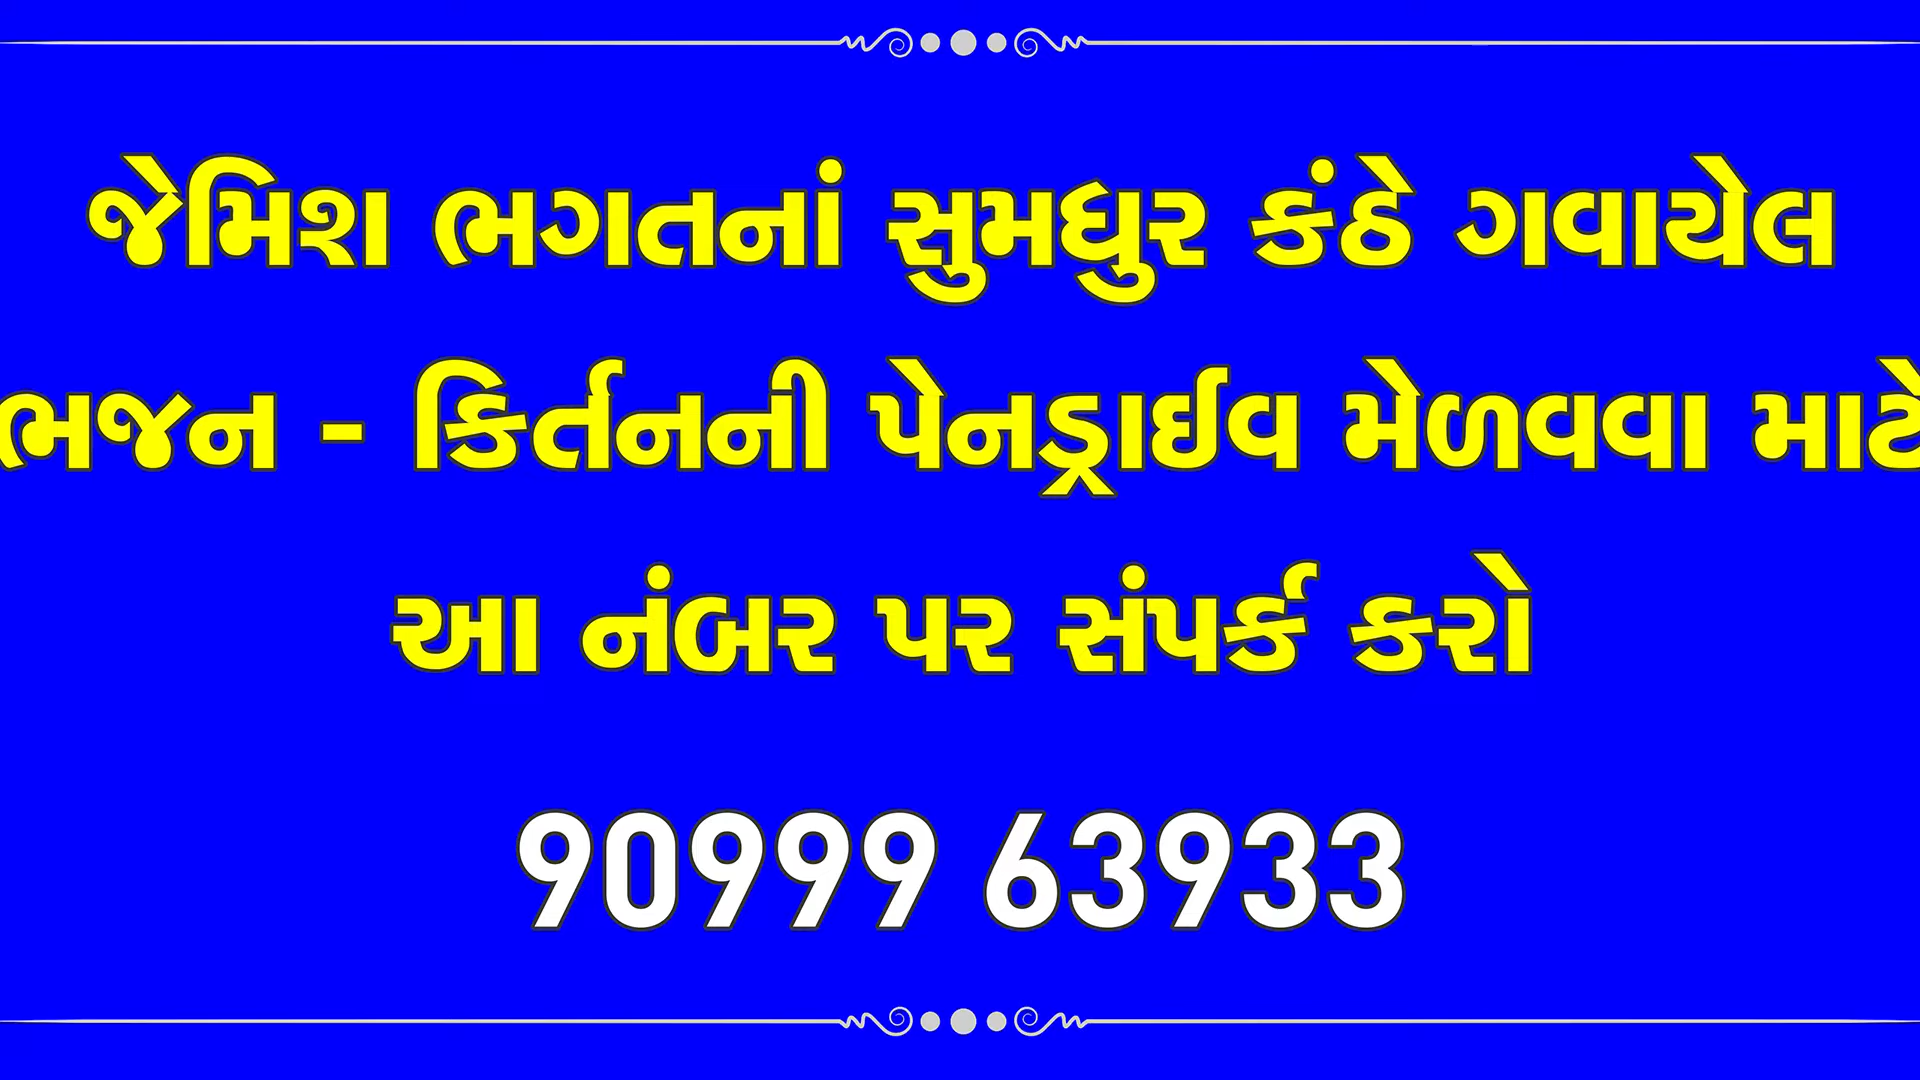 જેમિશ ભગતનાં સુમધુર કંઠે ગવાયેલ
ભજન - કિર્તનની પેનડ્રાઈવ મેળવવા માટે
આ નંબર પર સંપર્ક કરો
90999 63933